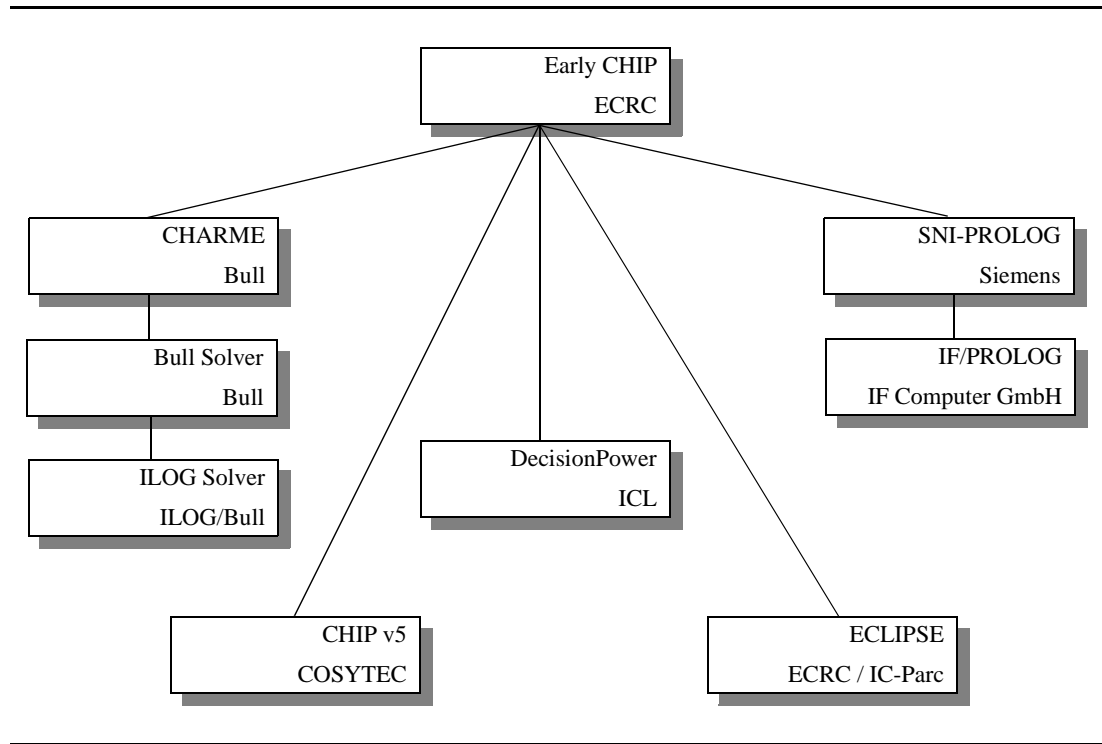 Early CHIP
ECRC
CHARME
Bull
SNI-PROLOG
Siemens
Bull Solver
Bull
IF/PROLOG
IF Computer GmbH
ILOG Solver
ILOG/Bull
DecisionPower
ICL
CHIP v5
COSYTEC
ECLIPSE
ECRC / IC-Parc